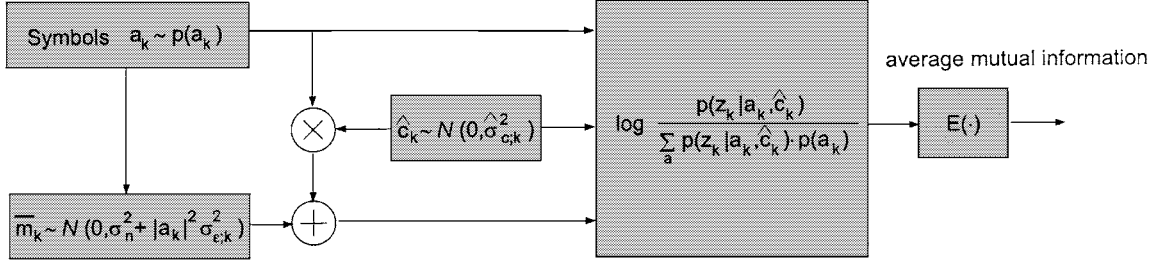 Symbols a_k ~ p(a_k)
average mutual information
ĉ_k ~ N (0,σ̂²_c;k)
log p(z_k|a_k,ĉ_k) / Σ_a p(z_k|a_k,ĉ_k)·p(a_k)
E(·)
×
m̅_k ~ N (0,σ²_n + |a_k|² σ²_ε;k)
+